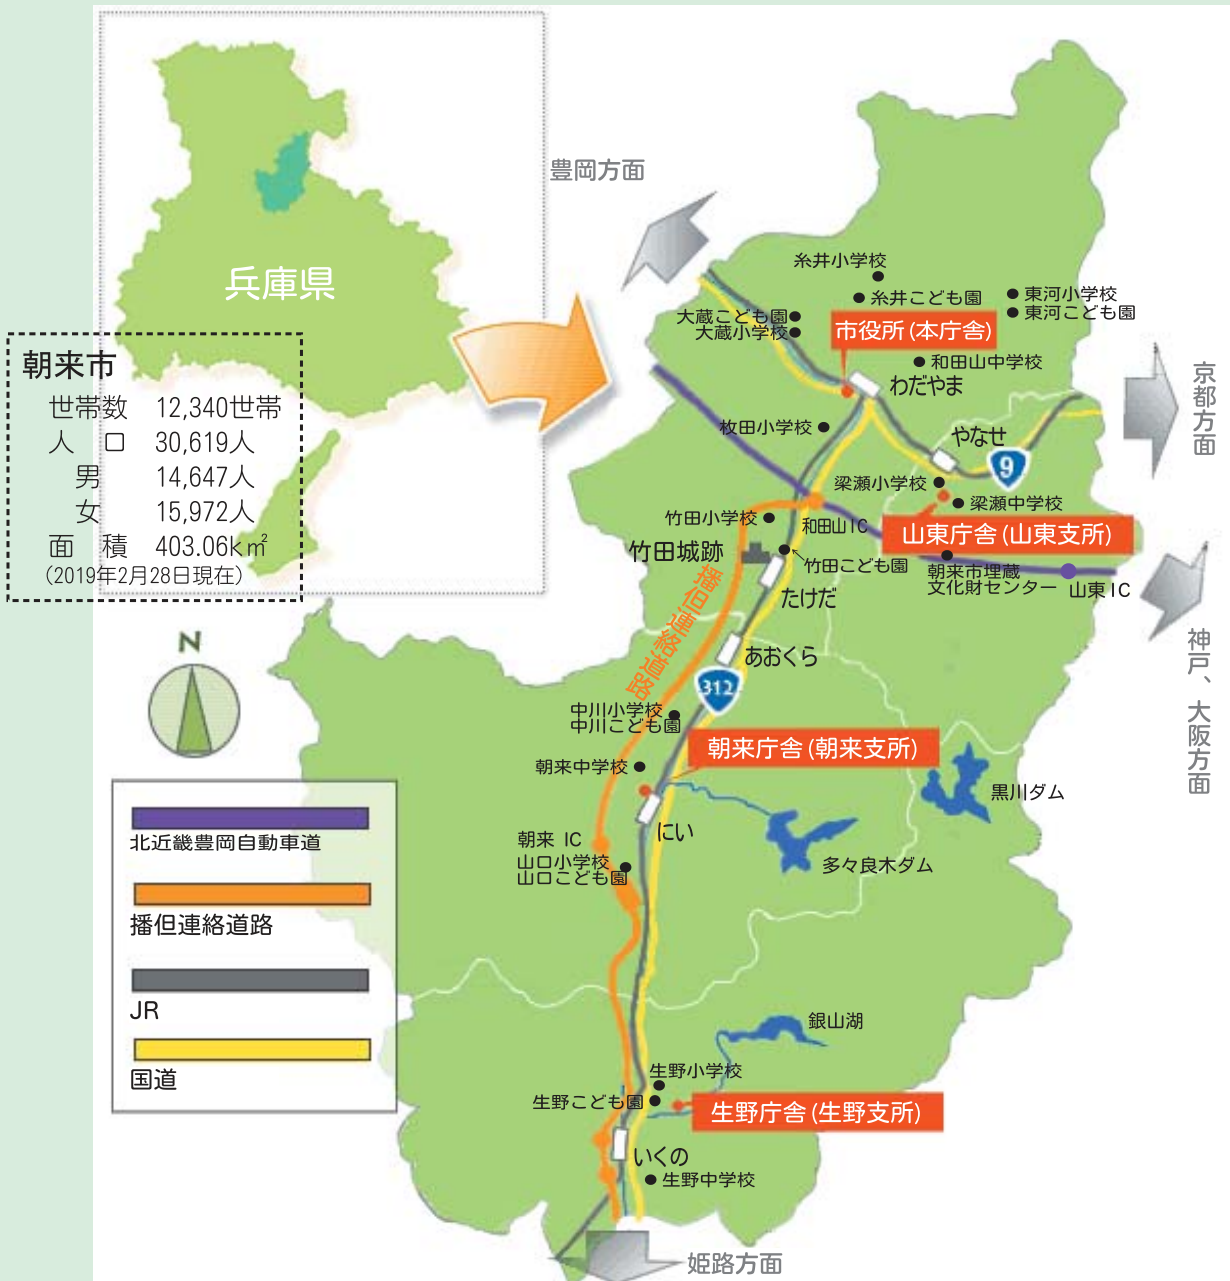 兵庫県
朝来市
世帯数 12,340世帯
人 口 30,619人
男 14,647人
女 15,972人
面 積 403.06k㎡
（2019年2月28日現在）
N
北近畿豊岡自動車道
播但連絡道路
JR
国道
豊岡方面
糸井小学校
糸井こども園
東河小学校
東河こども園
大蔵こども園
大蔵小学校
市役所(本庁舎)
和田山中学校
わだやま
京都方面
枚田小学校
やなせ
9
梁瀬小学校
梁瀬中学校
竹田小学校
和田山IC
山東庁舎(山東支所)
竹田城跡
竹田こども園
朝来市埋蔵
文化財センター
山東IC
たけだ
播但連絡道路
あおくら
神戸、大阪方面
312
中川小学校
中川こども園
朝来庁舎(朝来支所)
朝来中学校
黒川ダム
にい
朝来 IC
山口小学校
山口こども園
多々良木ダム
銀山湖
生野小学校
生野こども園
生野庁舎(生野支所)
いくの
生野中学校
姫路方面